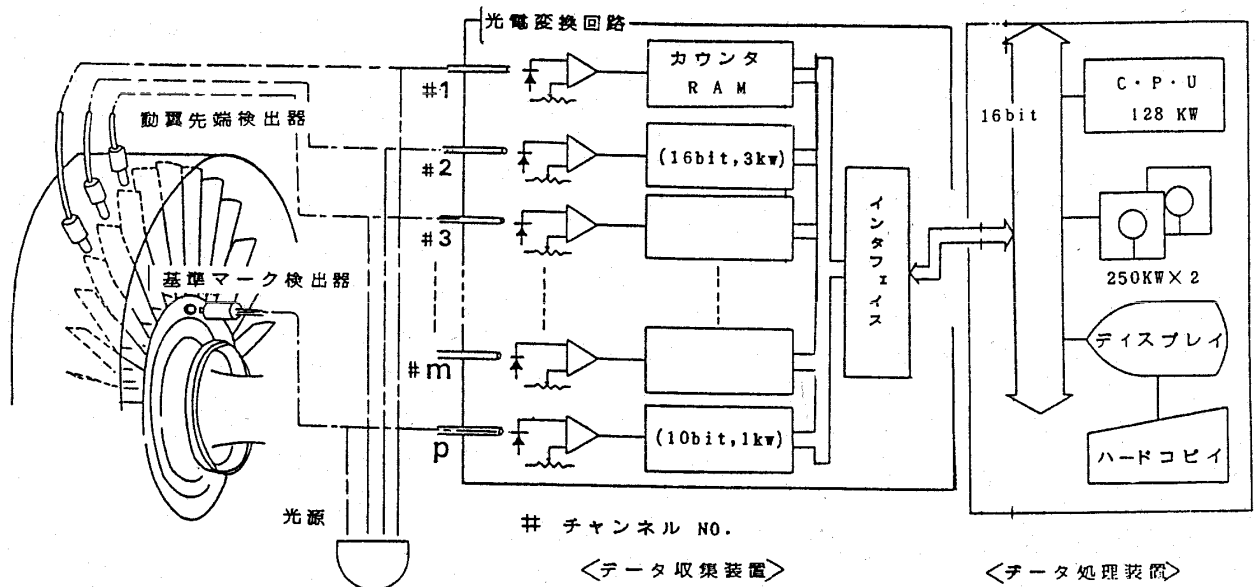 光電変換回路
#1
カウンタ
RAM
動翼先端検出器
#2
(16bit,3kw)
#3
基準マーク検出器
#m
p
(10bit,1kw)
光源
# チャンネル NO.
<データ収集装置>
インタフェイス
16bit
C・P・U
128 KW
250KW×2
ディスプレイ
ハードコピイ
<データ処理装置>